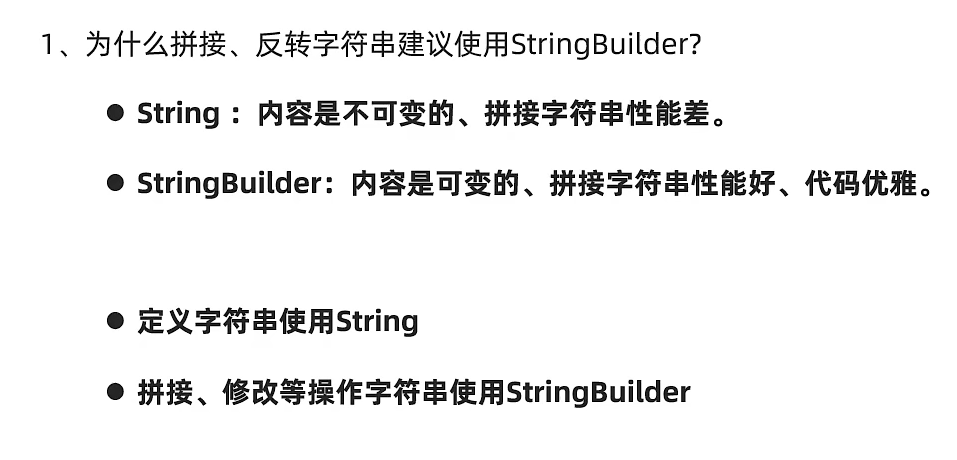 1、为什么拼接、反转字符串建议使用StringBuilder?
● String ：内容是不可变的、拼接字符串性能差。
● StringBuilder：内容是可变的、拼接字符串性能好、代码优雅。
● 定义字符串使用String
● 拼接、修改等操作字符串使用StringBuilder